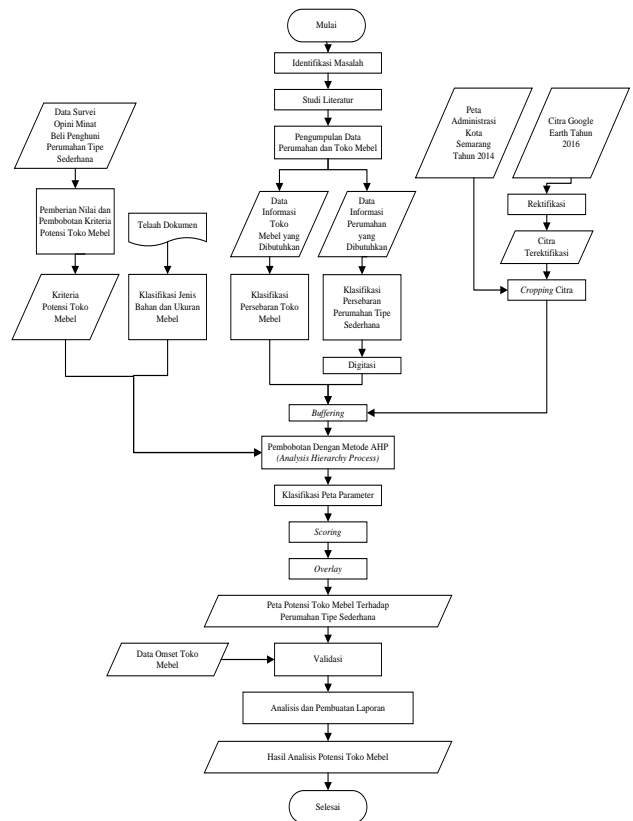 Mulai
Identifikasi Masalah
Studi Literatur
Pengumpulan Data
Perumahan dan Toko Mebel
Data Survei
Opini Minat
Beli Penghuni
Perumahan Tipe
Sederhana
Peta
Administrasi
Kota
Semarang
Tahun 2014
Citra Google
Earth Tahun
2016
Pemberian Nilai dan
Pembobotan Kriteria
Potensi Toko Mebel
Telaah Dokumen
Data
Informasi
Toko
Mebel yang
Dibutuhkan
Data
Informasi
Perumahan
yang
Dibutuhkan
Rektifikasi
Citra
Terektifikasi
Kriteria
Potensi Toko
Mebel
Klasifikasi Jenis
Bahan dan Ukuran
Mebel
Klasifikasi
Persebaran Toko
Mebel
Klasifikasi
Persebaran
Perumahan Tipe
Sederhana
Cropping Citra
Digitasi
Buffering
Pembobotan Dengan Metode AHP
(Analysis Hierarchy Process)
Klasifikasi Peta Parameter
Scoring
Overlay
Peta Potensi Toko Mebel Terhadap
Perumahan Tipe Sederhana
Data Omset Toko
Mebel
Validasi
Analisis dan Pembuatan Laporan
Hasil Analisis Potensi Toko Mebel
Selesai